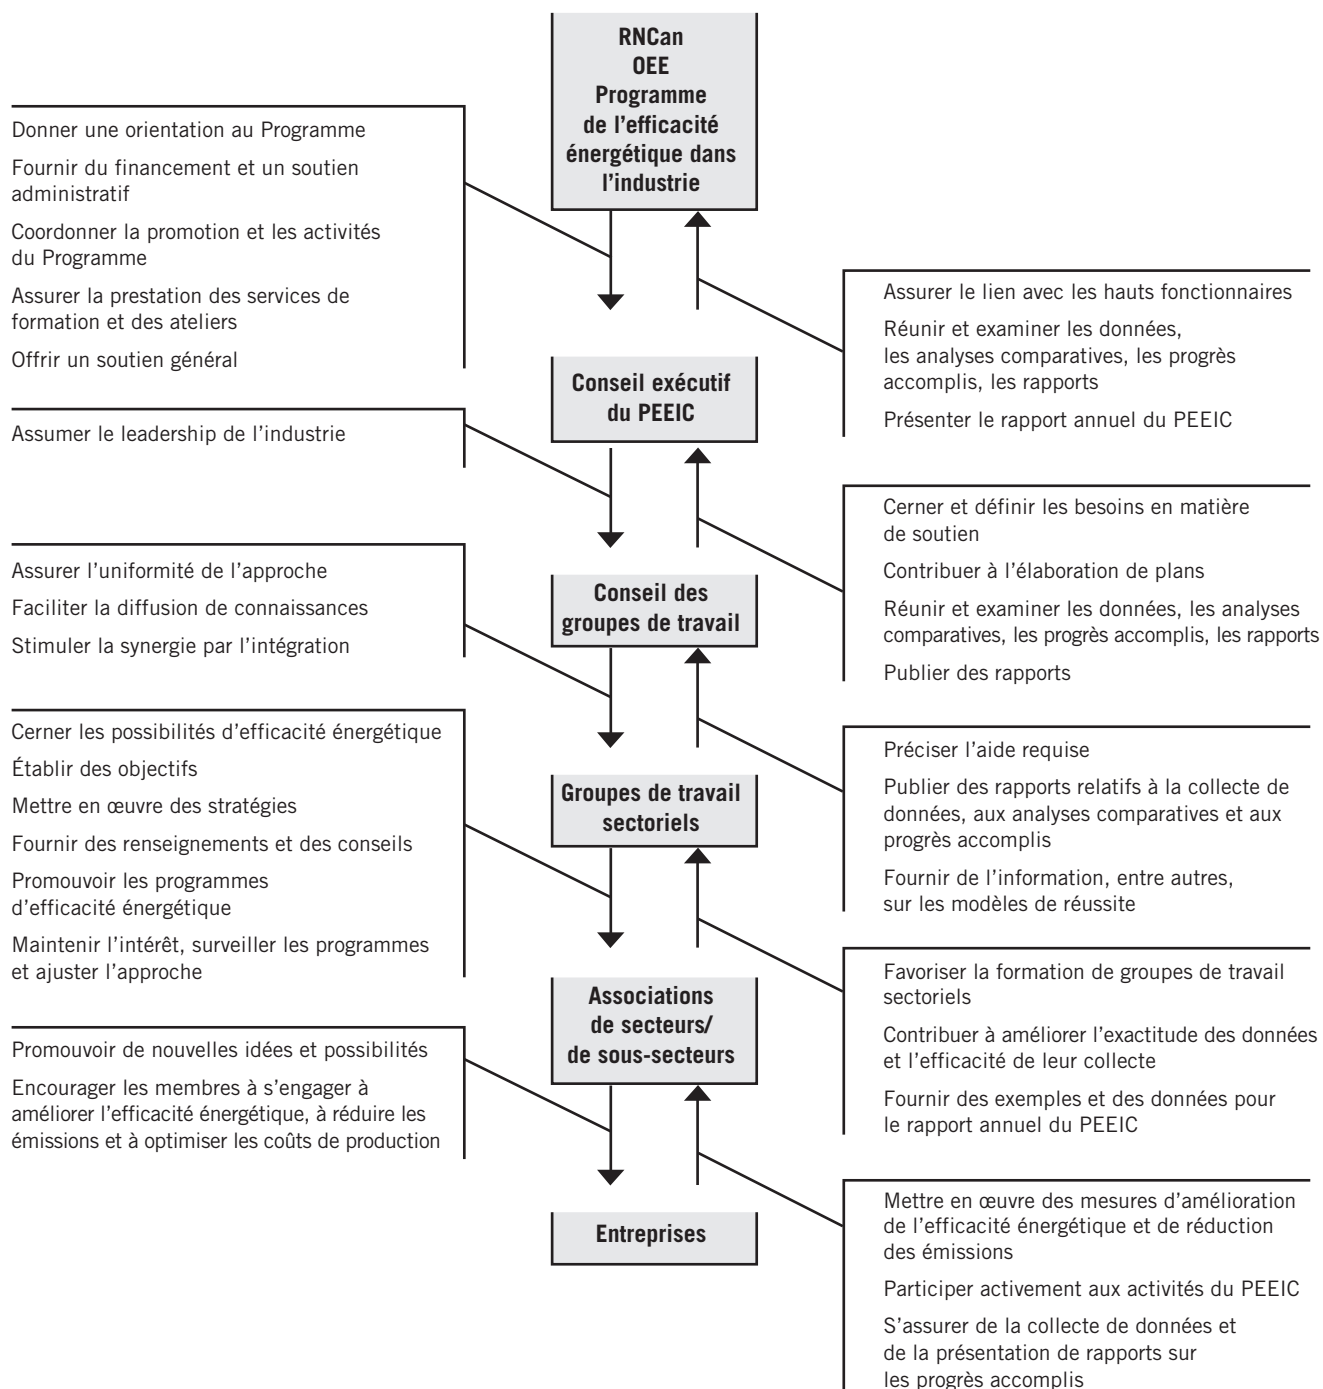 RNCan
OEE
Programme
de l’efficacité
énergétique dans
l’industrie
Donner une orientation au Programme
Fournir du financement et un soutien
administratif
Coordonner la promotion et les activités
du Programme
Assurer la prestation des services de
formation et des ateliers
Offrir un soutien général
Assurer le lien avec les hauts fonctionnaires
Réunir et examiner les données,
les analyses comparatives, les progrès
accomplis, les rapports
Présenter le rapport annuel du PEEIC
Conseil exécutif
du PEEIC
Assumer le leadership de l’industrie
Cerner et définir les besoins en matière
de soutien
Contribuer à l’élaboration de plans
Réunir et examiner les données, les analyses
comparatives, les progrès accomplis, les rapports
Publier des rapports
Conseil des
groupes de travail
Assurer l’uniformité de l’approche
Faciliter la diffusion de connaissances
Stimuler la synergie par l’intégration
Préciser l’aide requise
Publier des rapports relatifs à la collecte de
données, aux analyses comparatives et aux
progrès accomplis
Fournir de l’information, entre autres,
sur les modèles de réussite
Groupes de travail
sectoriels
Cerner les possibilités d’efficacité énergétique
Établir des objectifs
Mettre en œuvre des stratégies
Fournir des renseignements et des conseils
Promouvoir les programmes
d’efficacité énergétique
Maintenir l’intérêt, surveiller les programmes
et ajuster l’approche
Favoriser la formation de groupes de travail
sectoriels
Contribuer à améliorer l’exactitude des données
et l’efficacité de leur collecte
Fournir des exemples et des données pour
le rapport annuel du PEEIC
Associations
de secteurs/
de sous-secteurs
Promouvoir de nouvelles idées et possibilités
Encourager les membres à s’engager à
améliorer l’efficacité énergétique, à réduire les
émissions et à optimiser les coûts de production
Mettre en œuvre des mesures d’amélioration
de l’efficacité énergétique et de réduction
des émissions
Participer activement aux activités du PEEIC
S’assurer de la collecte de données et
de la présentation de rapports sur
les progrès accomplis
Entreprises